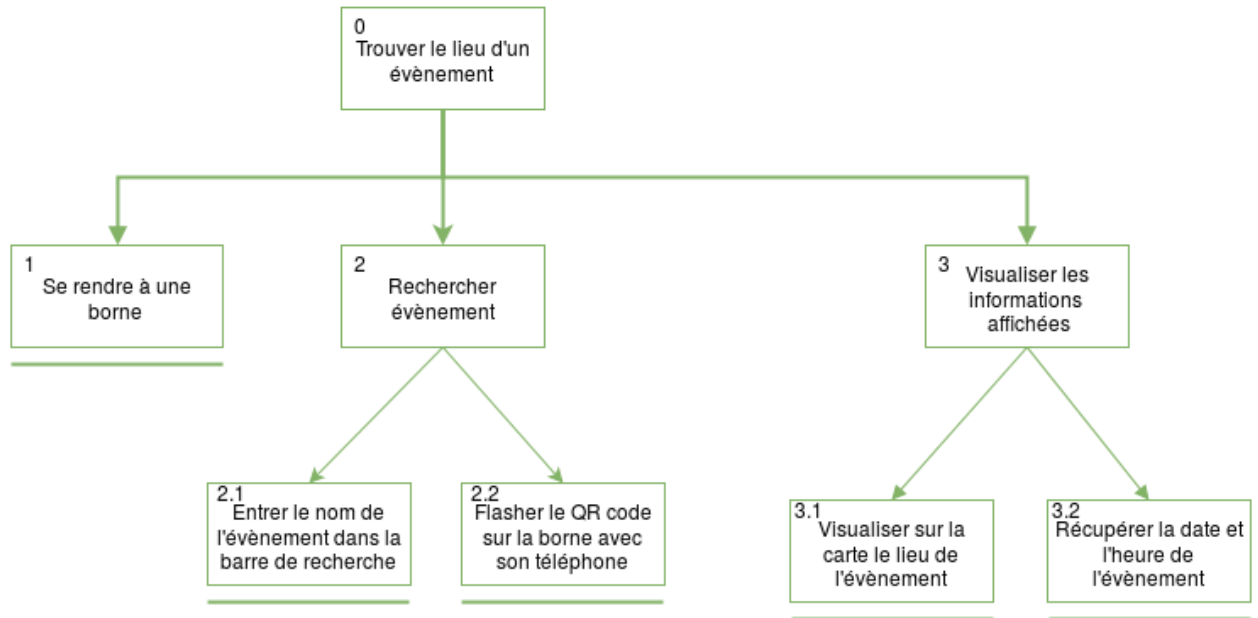 0
Trouver le lieu d'un
évènement
1
Se rendre à une
borne
2
Rechercher
évènement
3
Visualiser les
informations
affichées
2.1
Entrer le nom de
l'évènement dans la
barre de recherche
2.2
Flasher le QR code
sur la borne avec
son téléphone
3.1
Visualiser sur la
carte le lieu de
l'évènement
3.2
Récupérer la date et
l'heure de
l'évènement